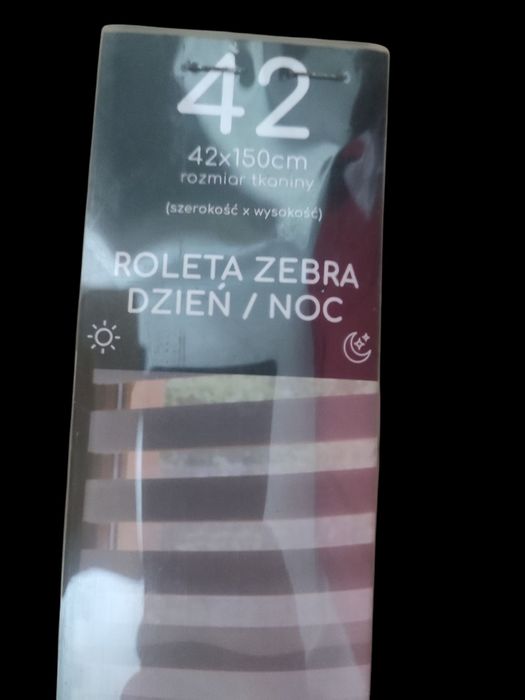 42
42x150cm
rozmiar tkaniny
(szerokość x wysokość)
ROLETA ZEBRA
DZIEŃ / NOC